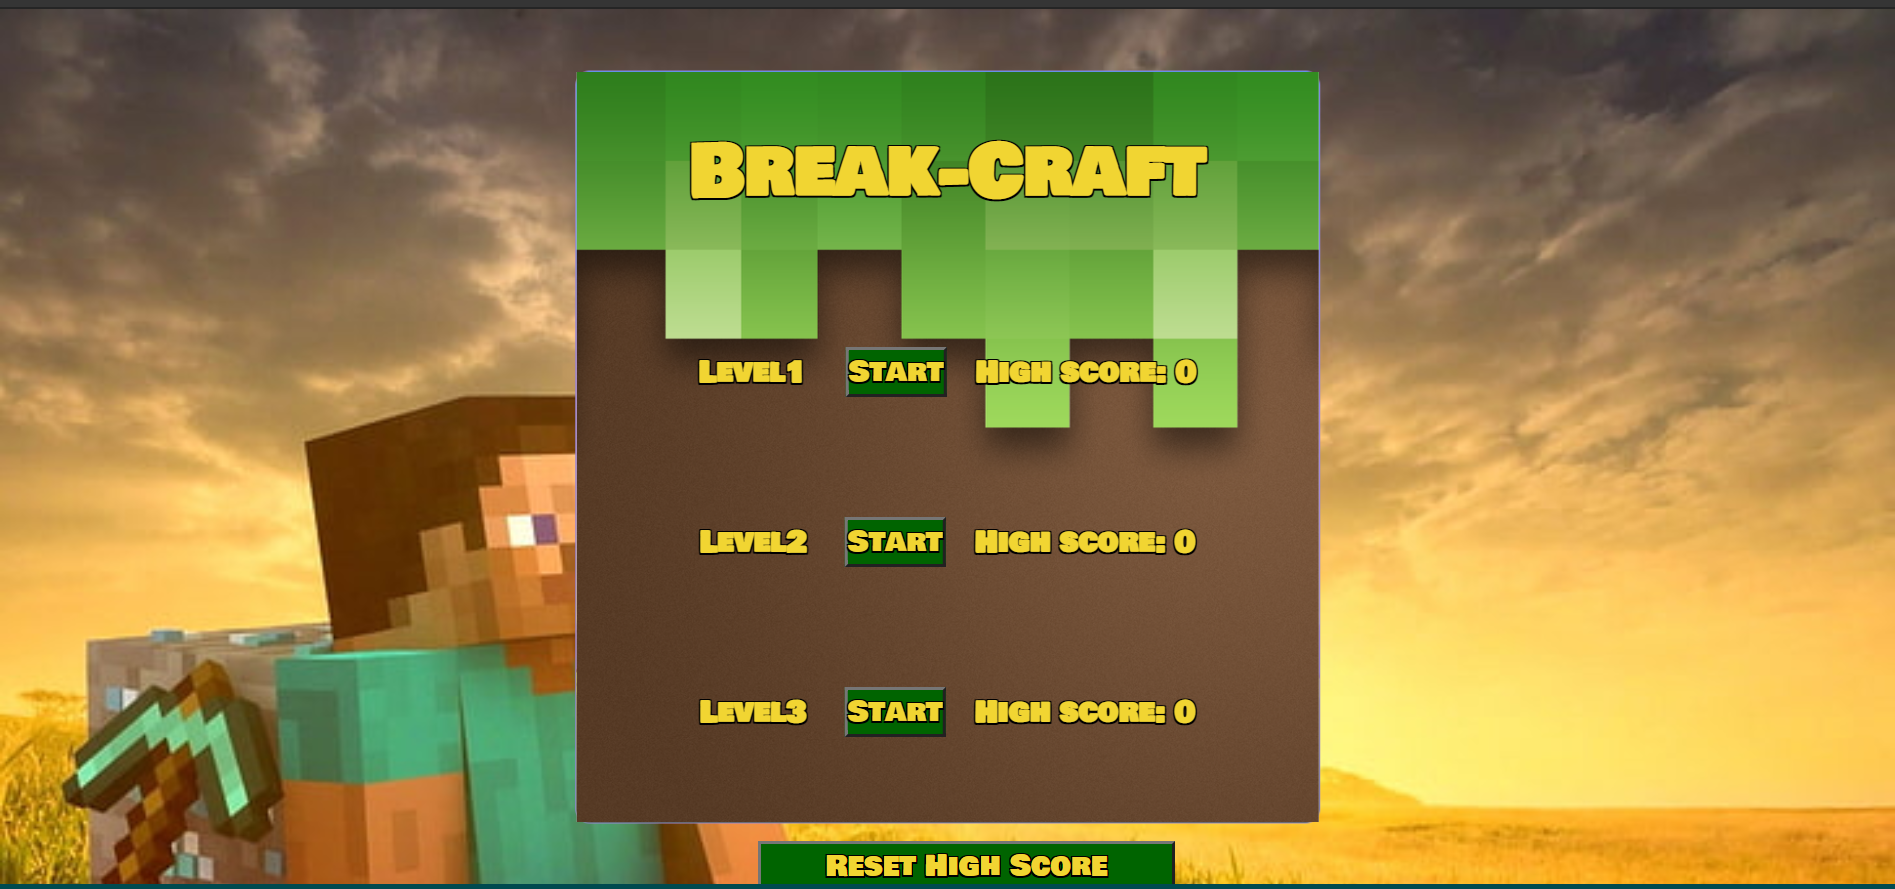 Break-Craft
Level1 Start High score: 0
Level2 Start High score: 0
Level3 Start High score: 0
Reset High Score